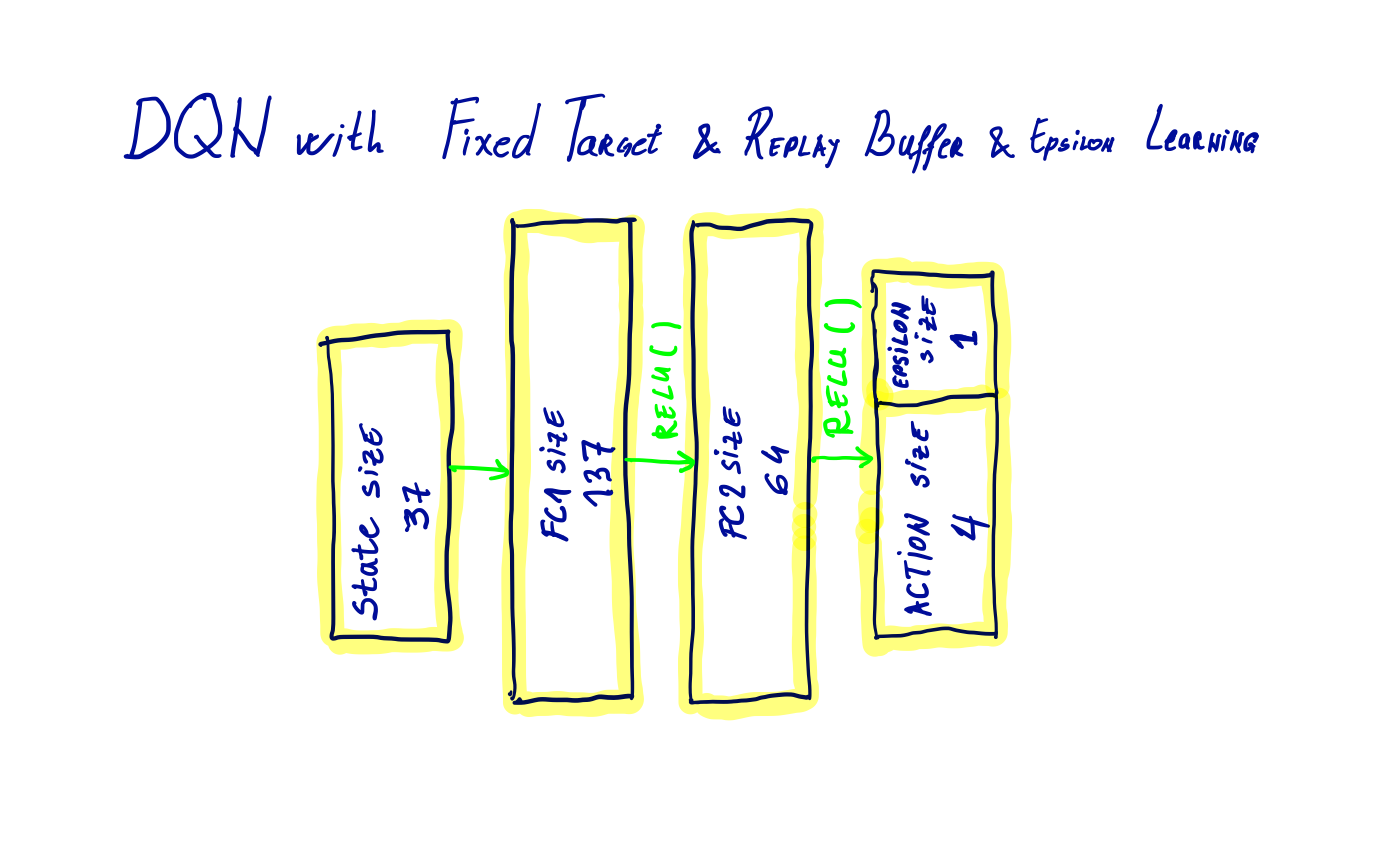 DQN with Fixed Target & Replay Buffer & Epsilon Learning
State size
37
FC1 size
137
RELU()
FC2 size
64
RELU()
EPSILON
size
1
ACTION size
4